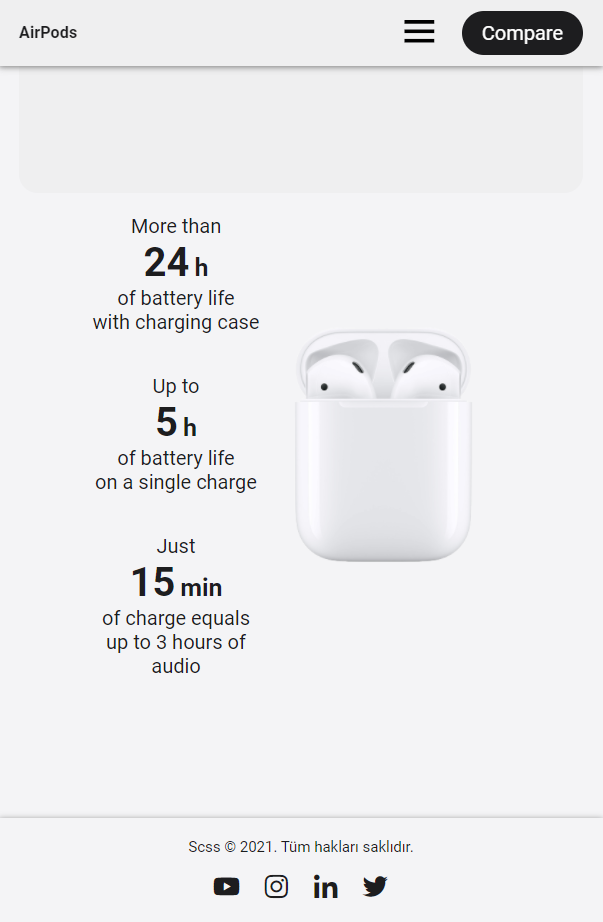 AirPods
Compare
More than
24 h
of battery life
with charging case
Up to
5 h
of battery life
on a single charge
Just
15 min
of charge equals
up to 3 hours of
audio
Scss © 2021. Tüm hakları saklıdır.